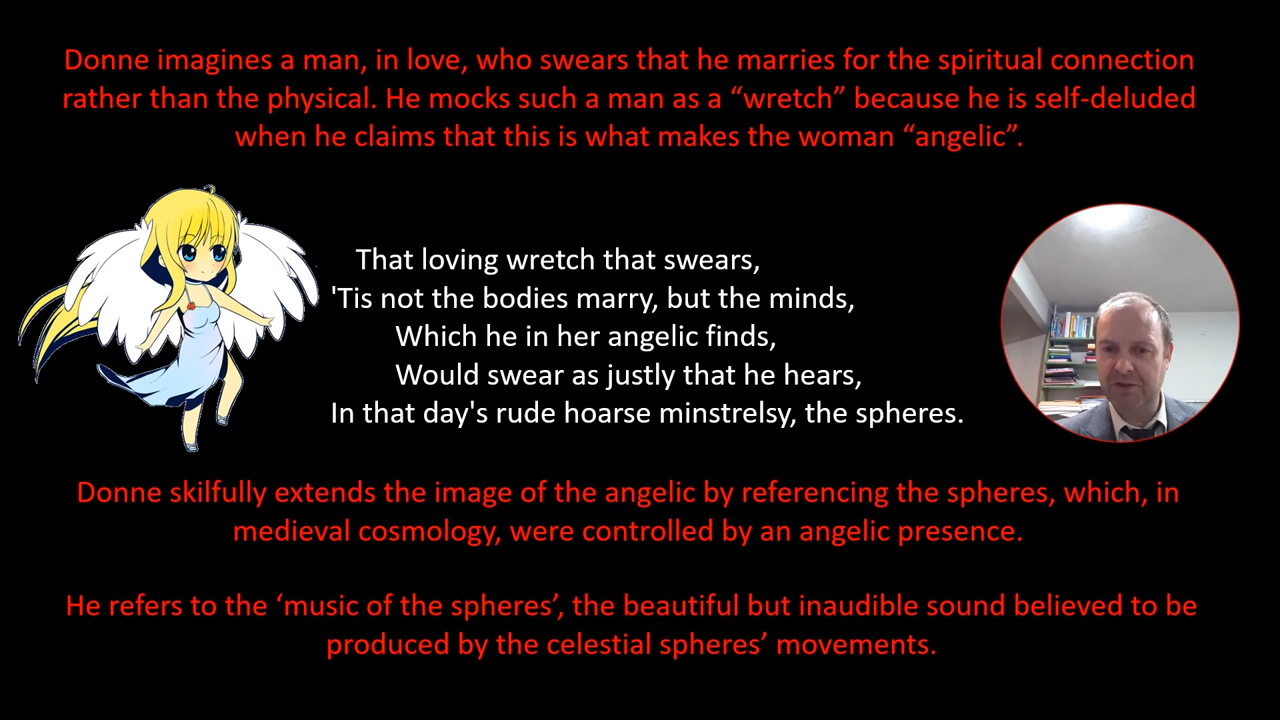 Donne imagines a man, in love, who swears that he marries for the spiritual connection
rather than the physical. He mocks such a man as a “wretch” because he is self-deluded
when he claims that this is what makes the woman “angelic”.
That loving wretch that swears,
'Tis not the bodies marry, but the minds,
Which he in her angelic finds,
Would swear as justly that he hears,
In that day's rude hoarse minstrelsy, the spheres.
Donne skilfully extends the image of the angelic by referencing the spheres, which, in
medieval cosmology, were controlled by an angelic presence.
He refers to the ‘music of the spheres’, the beautiful but inaudible sound believed to be
produced by the celestial spheres’ movements.